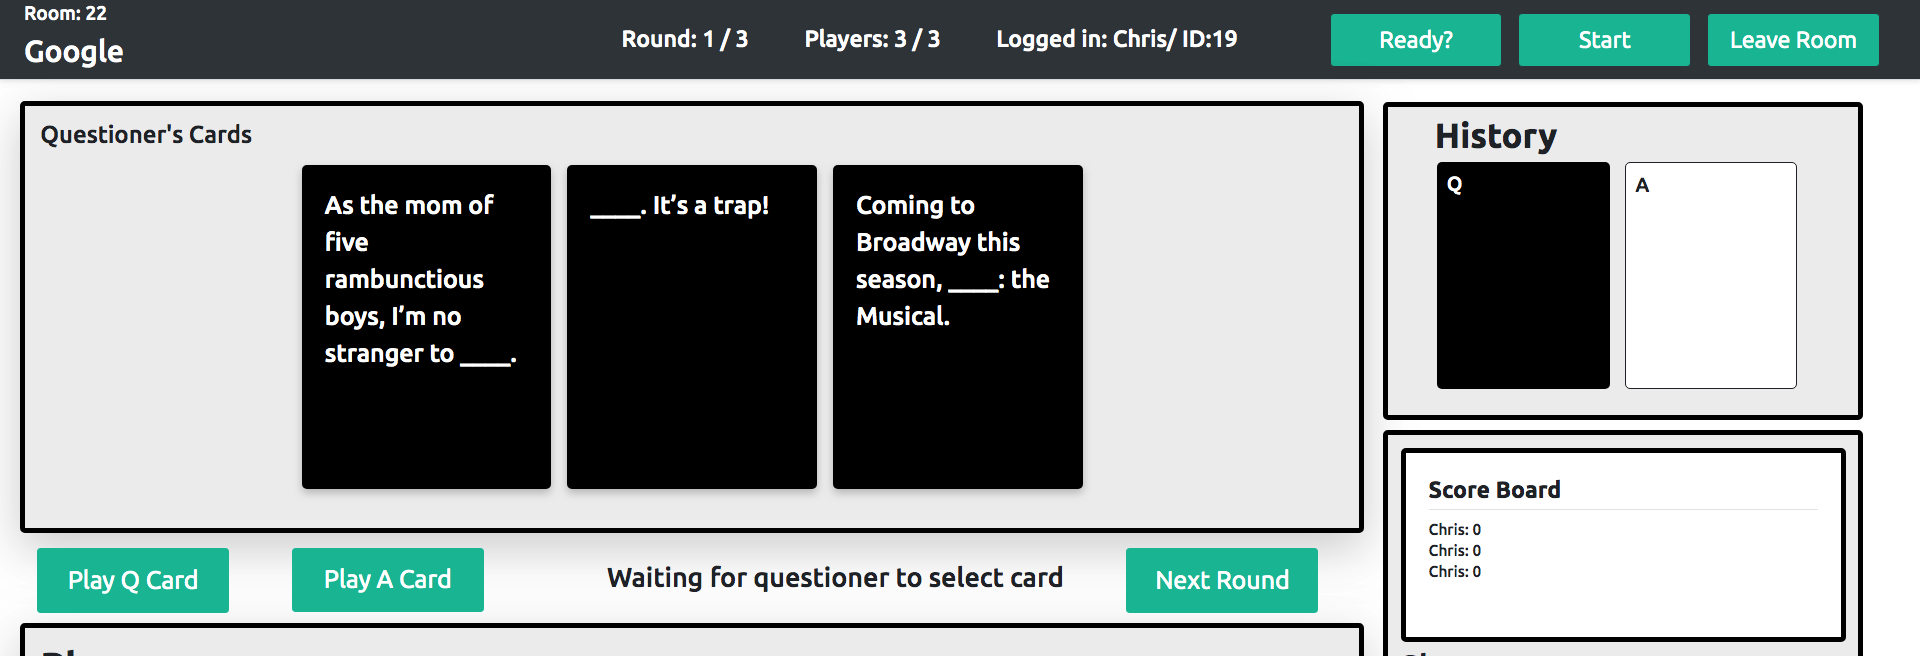 Room: 22
Google
Round: 1 / 3
Players: 3 / 3
Logged in: Chris/ ID:19
Ready?
Start
Leave Room
Questioner's Cards
As the mom of
five
rambunctious
boys, I’m no
stranger to ____.
____. It’s a trap!
Coming to
Broadway this
season, ____: the
Musical.
History
Q
A
Score Board
Chris: 0
Chris: 0
Chris: 0
Play Q Card
Play A Card
Waiting for questioner to select card
Next Round